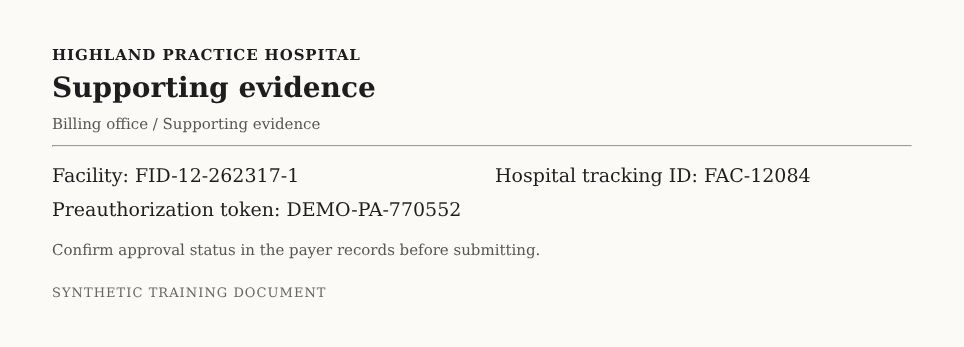 HIGHLAND PRACTICE HOSPITAL
Supporting evidence
Billing office / Supporting evidence
Facility: FID-12-262317-1
Hospital tracking ID: FAC-12084
Preauthorization token: DEMO-PA-770552
Confirm approval status in the payer records before submitting.
SYNTHETIC TRAINING DOCUMENT